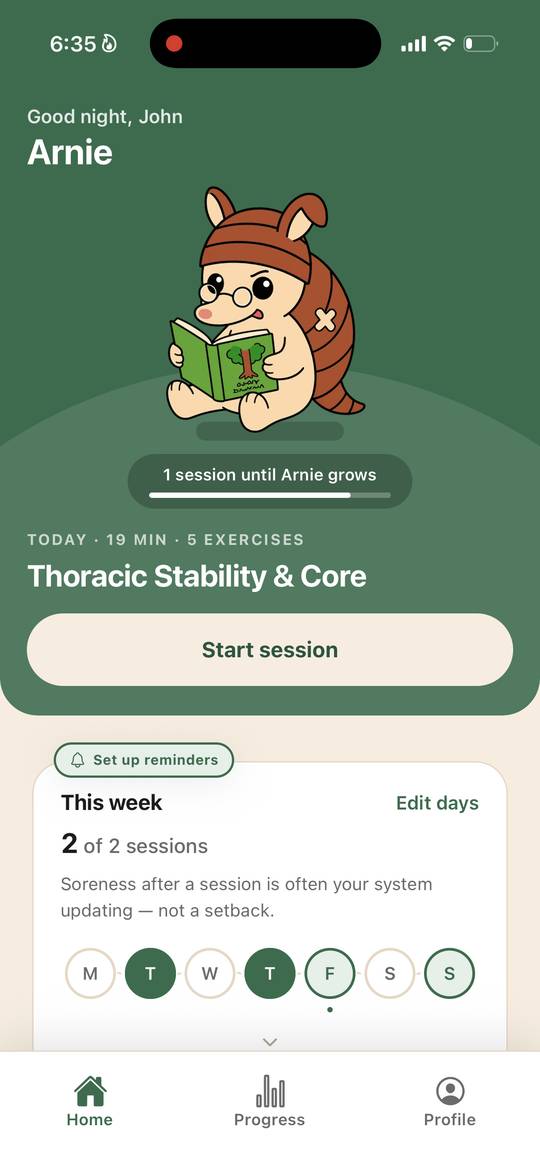 6:35
Good night, John
Arnie
1 session until Arnie grows
TODAY · 19 MIN · 5 EXERCISES
Thoracic Stability & Core
Start session
Set up reminders
This week
Edit days
2 of 2 sessions
Soreness after a session is often your system
updating — not a setback.
M T W T F S S
Home
Progress
Profile